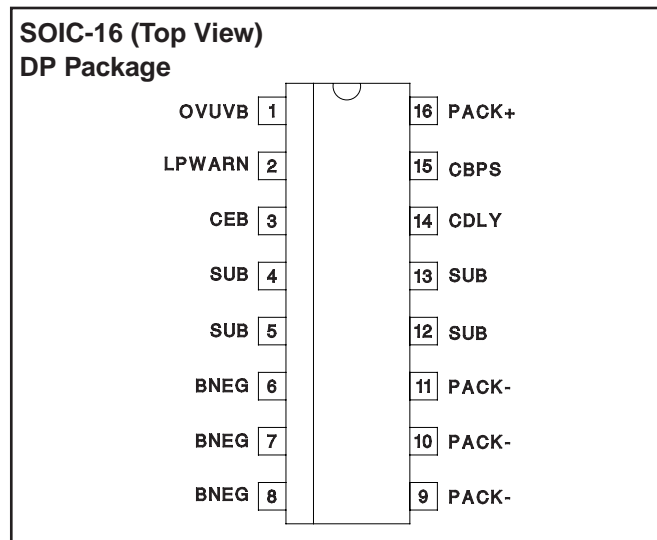 SOIC-16 (Top View)
DP Package
OVUVB 1 16 PACK+
LPWARN 2 15 CBPS
CEB 3 14 CDLY
SUB 4 13 SUB
SUB 5 12 SUB
BNEG 6 11 PACK-
BNEG 7 10 PACK-
BNEG 8 9 PACK-